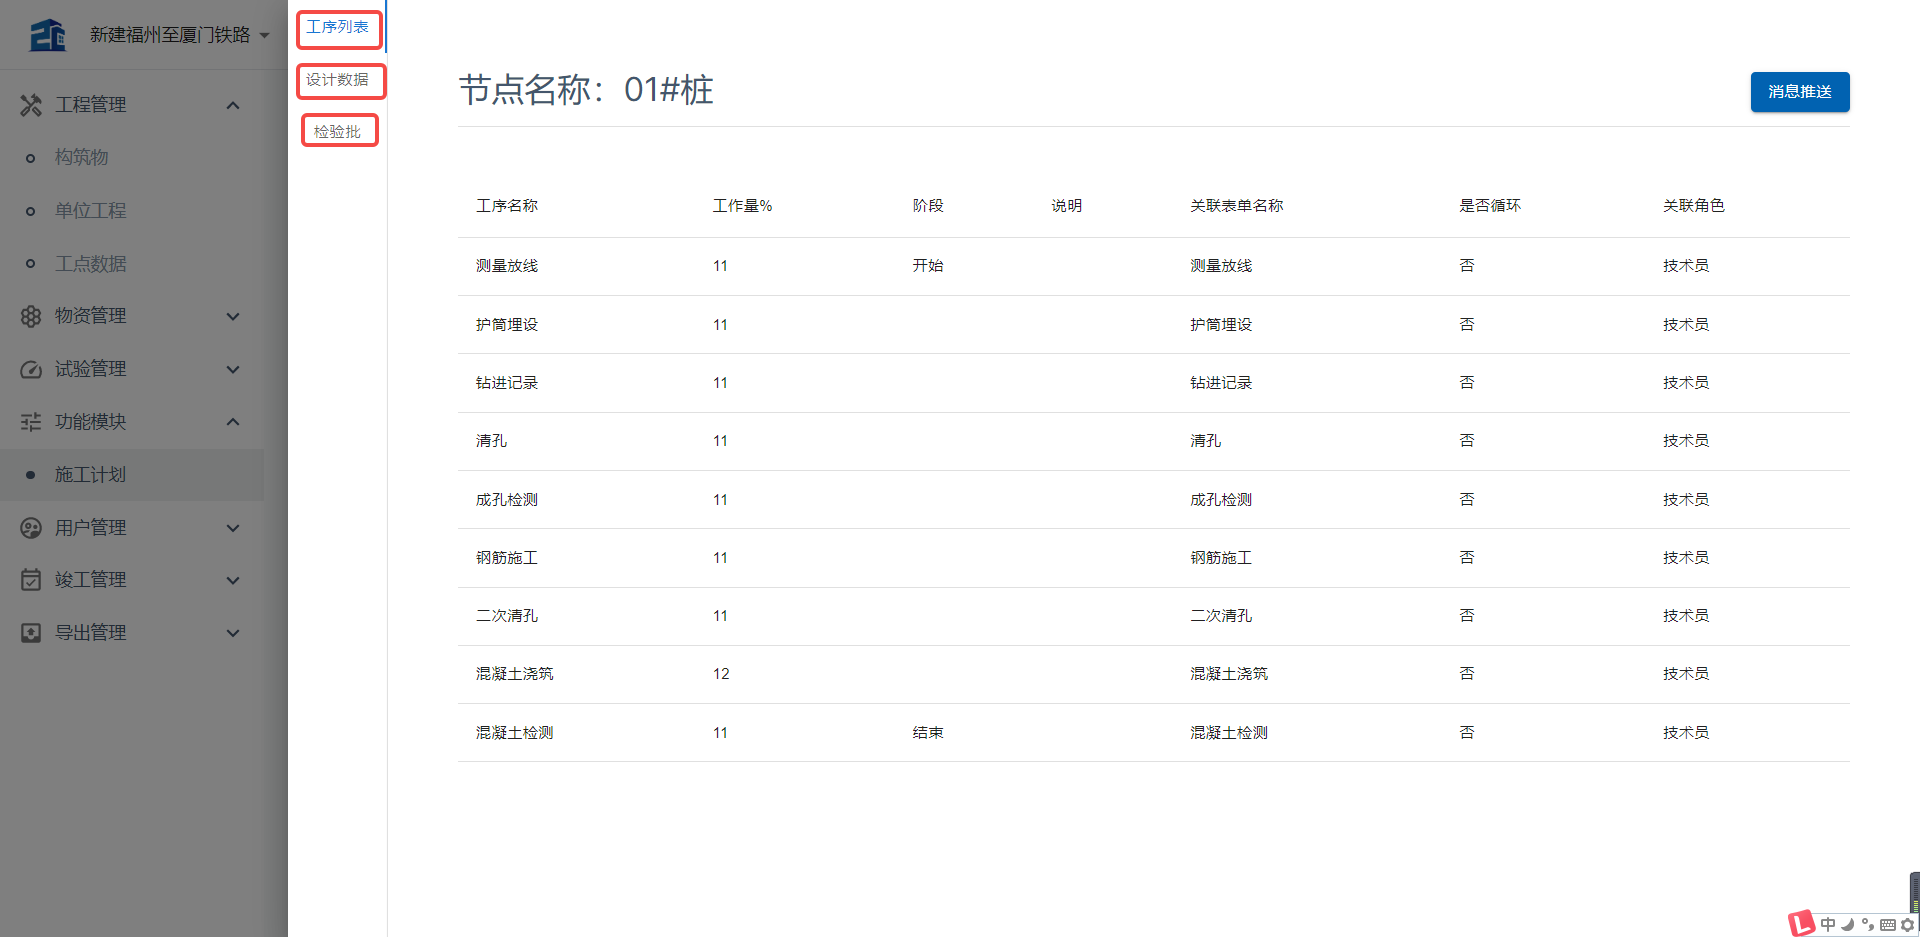 新建福州至厦门铁路
工程管理
构筑物
单位工程
工点数据
物资管理
试验管理
功能模块
施工计划
用户管理
竣工管理
导出管理
工序列表
设计数据
检验批
节点名称：01#桩
消息推送
工序名称 工作量% 阶段 说明 关联表单名称 是否循环 关联角色
测量放线 11 开始 测量放线 否 技术员
护筒埋设 11 护筒埋设 否 技术员
钻进记录 11 钻进记录 否 技术员
清孔 11 清孔 否 技术员
成孔检测 11 成孔检测 否 技术员
钢筋施工 11 钢筋施工 否 技术员
二次清孔 11 二次清孔 否 技术员
混凝土浇筑 12 混凝土浇筑 否 技术员
混凝土检测 11 结束 混凝土检测 否 技术员
L 中